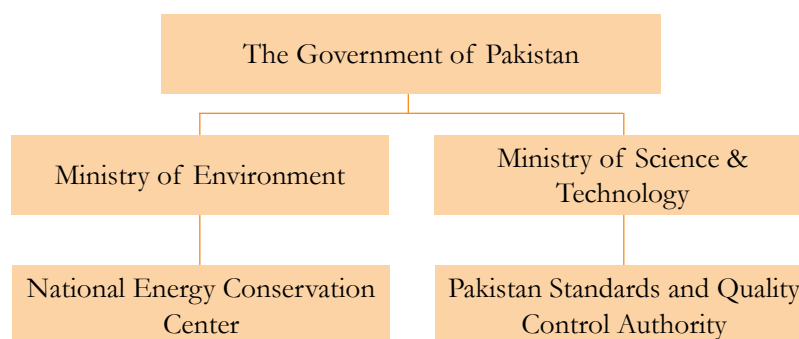 The Government of Pakistan
Ministry of Environment
Ministry of Science &
Technology
National Energy Conservation
Center
Pakistan Standards and Quality
Control Authority